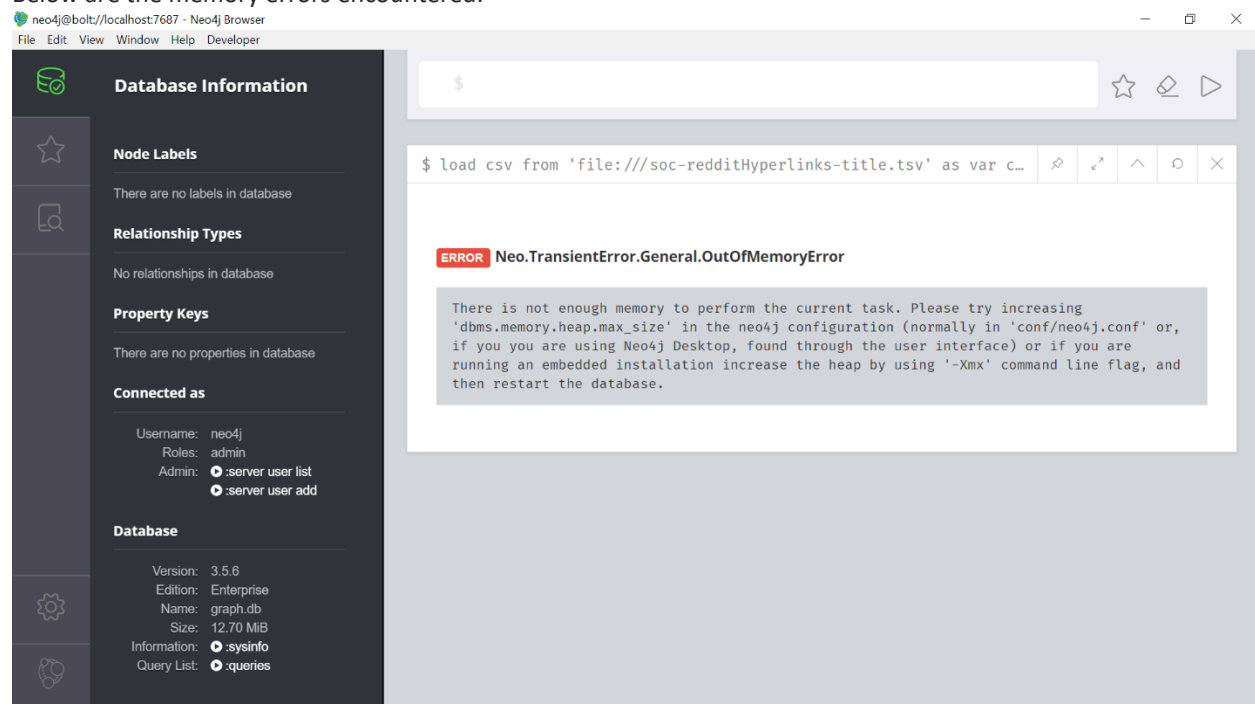 Below are the memory errors encountered:
neo4j@bolt://localhost:7687 - Neo4j Browser
File Edit View Window Help Developer
Database Information
Node Labels
There are no labels in database
Relationship Types
No relationships in database
Property Keys
There are no properties in database
Connected as
Username: neo4j
Roles: admin
Admin: :server user list
:server user add
Database
Version: 3.5.6
Edition: Enterprise
Name: graph.db
Size: 12.70 MiB
Information: :sysinfo
Query List: :queries
$
$ load csv from 'file:///soc-redditHyperlinks-title.tsv' as var c…
ERROR Neo.TransientError.General.OutOfMemoryError
There is not enough memory to perform the current task. Please try increasing
'dbms.memory.heap.max_size' in the neo4j configuration (normally in 'conf/neo4j.conf' or,
if you you are using Neo4j Desktop, found through the user interface) or if you are
running an embedded installation increase the heap by using '-Xmx' command line flag, and
then restart the database.